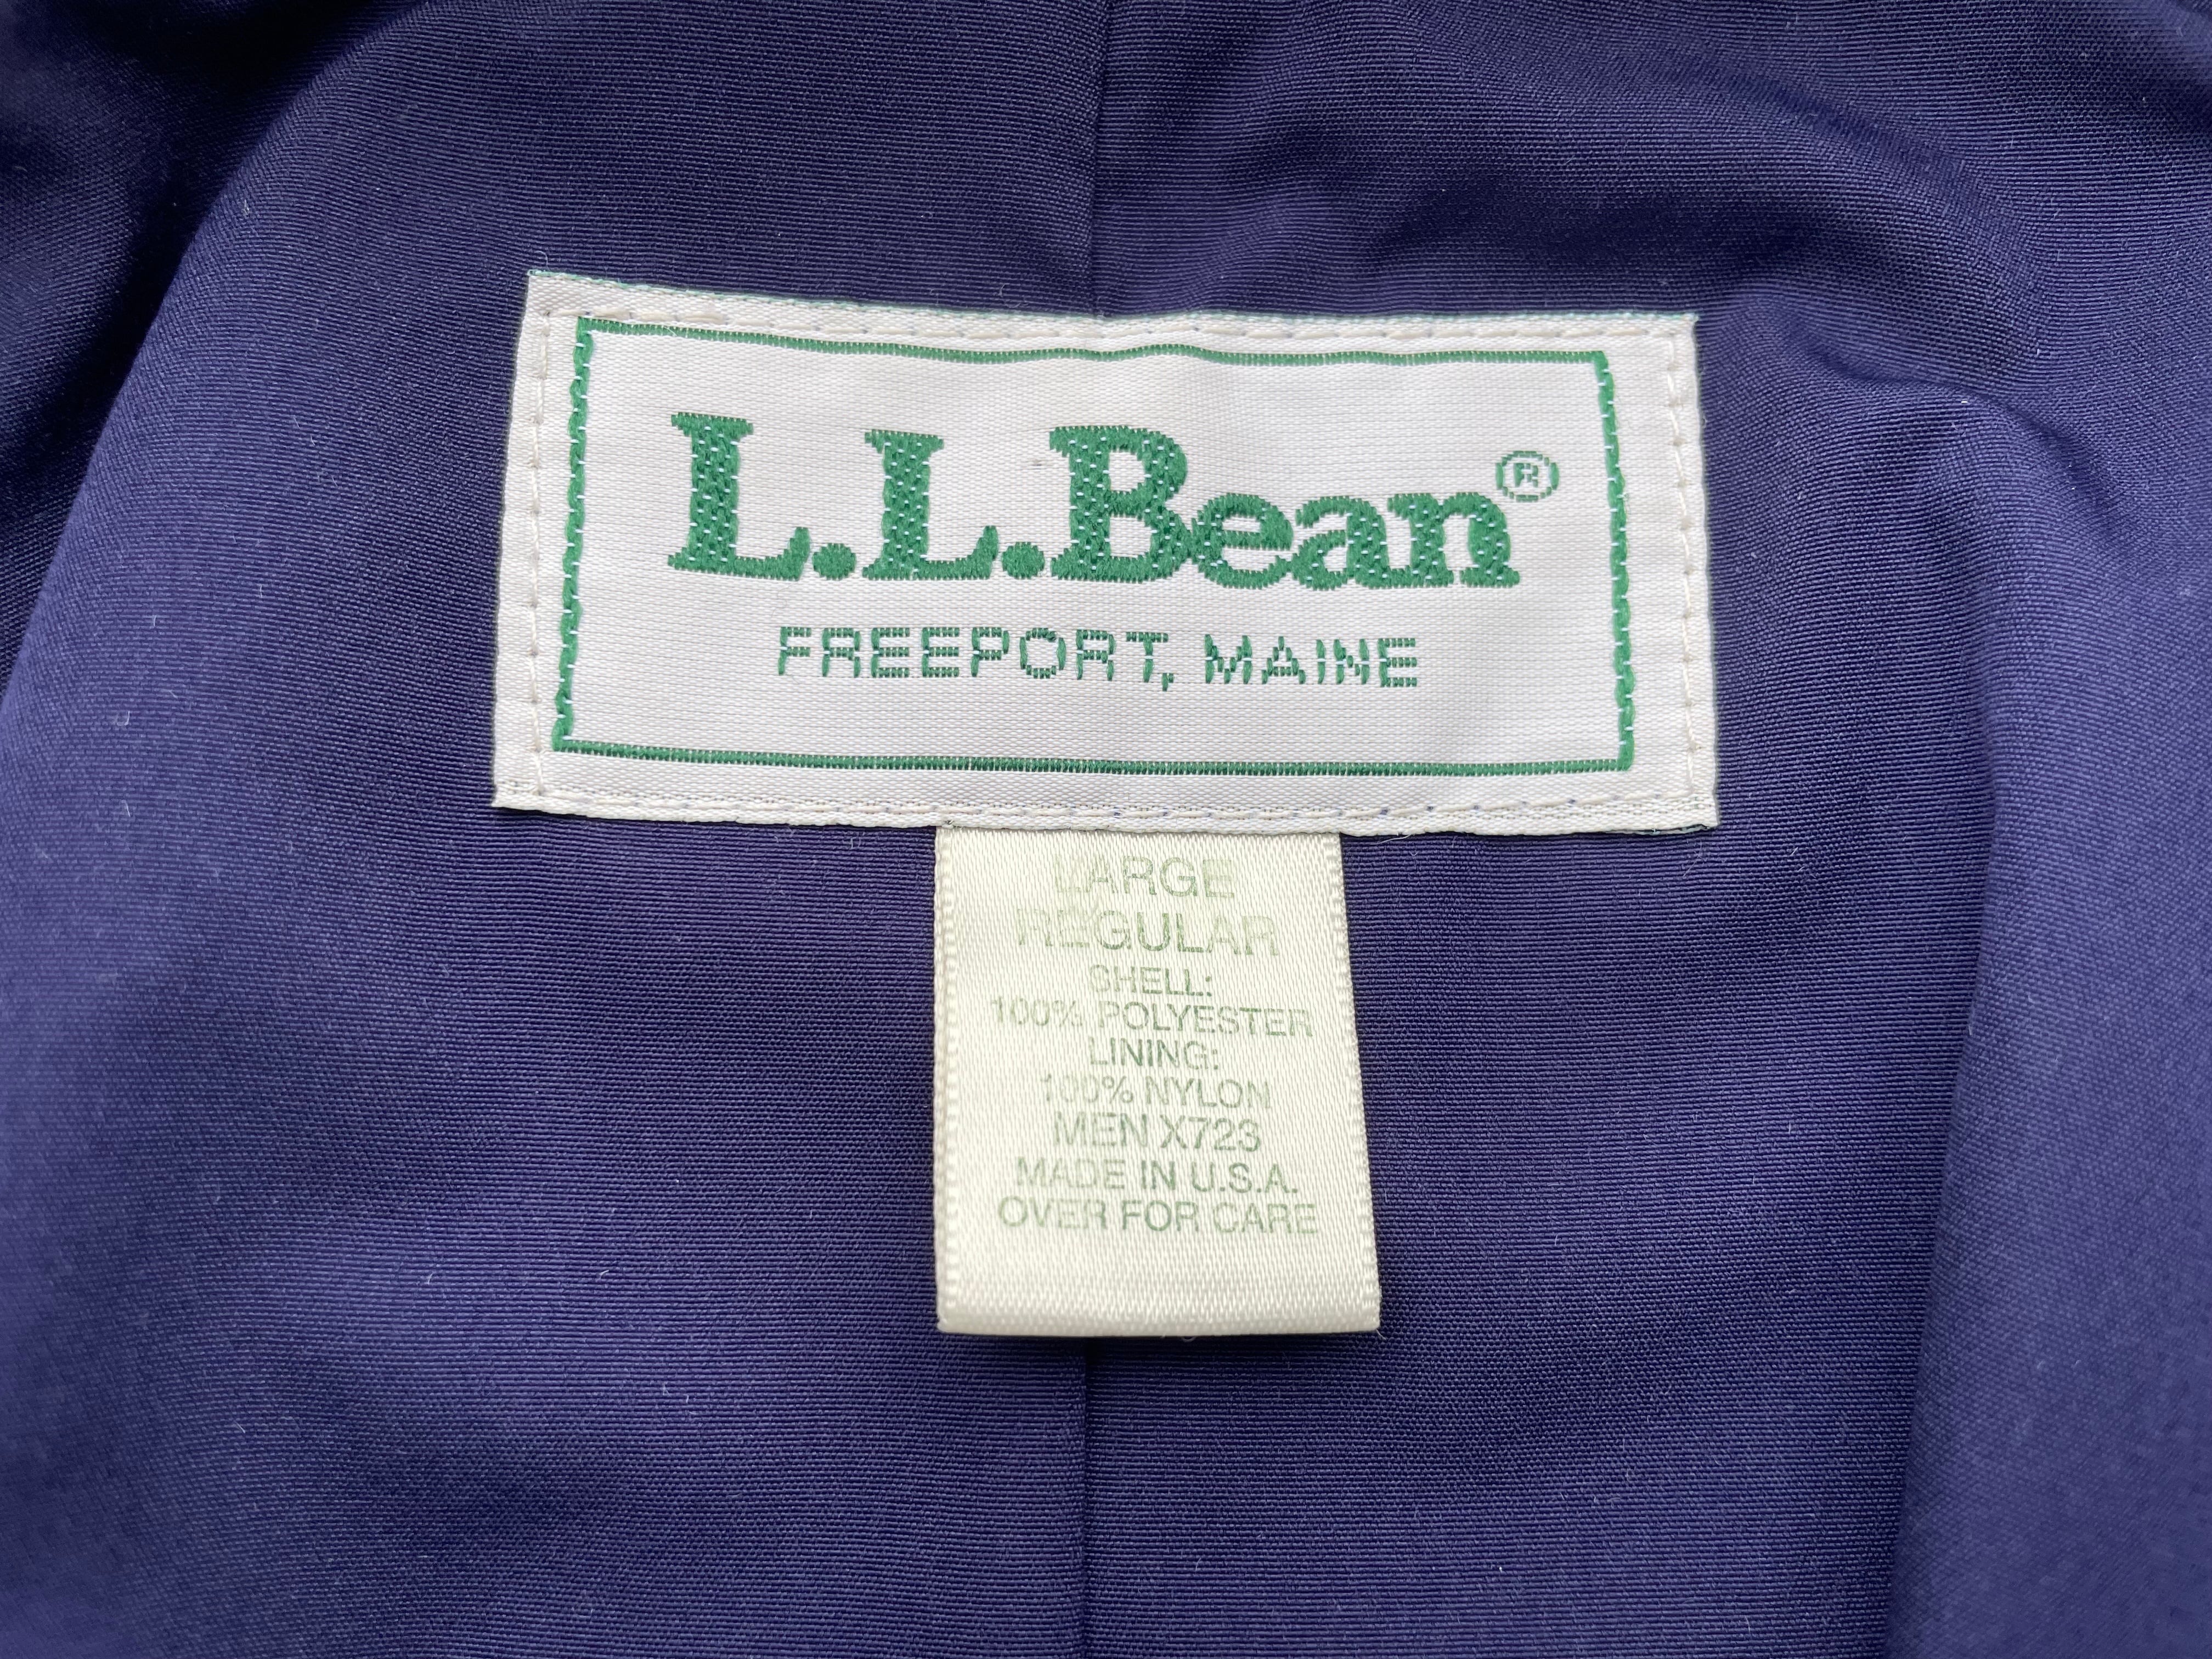 L.L.Bean®
FREEPORT, MAINE
LARGE
REGULAR
SHELL:
100% POLYESTER
LINING:
100% NYLON
MEN X723
MADE IN U.S.A.
OVER FOR CARE